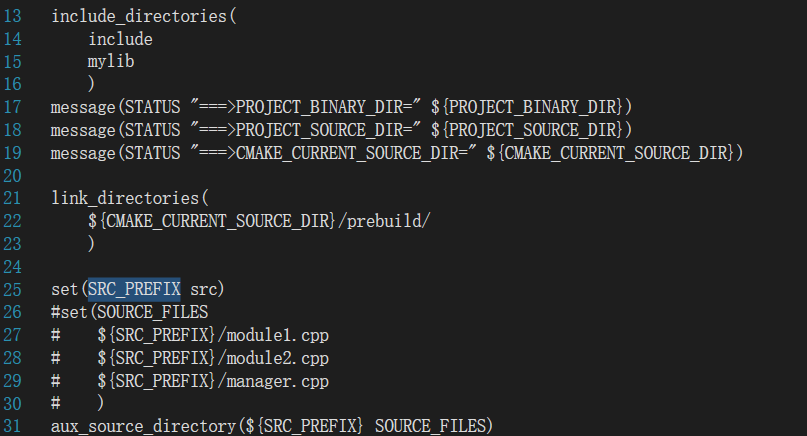 13 include_directories(
14     include
15     mylib
16     )
17 message(STATUS "===>PROJECT_BINARY_DIR=" ${PROJECT_BINARY_DIR})
18 message(STATUS "===>PROJECT_SOURCE_DIR=" ${PROJECT_SOURCE_DIR})
19 message(STATUS "===>CMAKE_CURRENT_SOURCE_DIR=" ${CMAKE_CURRENT_SOURCE_DIR})
20
21 link_directories(
22     ${CMAKE_CURRENT_SOURCE_DIR}/prebuild/
23     )
24
25 set(SRC_PREFIX src)
26 #set(SOURCE_FILES
27 #    ${SRC_PREFIX}/module1.cpp
28 #    ${SRC_PREFIX}/module2.cpp
29 #    ${SRC_PREFIX}/manager.cpp
30 #    )
31 aux_source_directory(${SRC_PREFIX} SOURCE_FILES)